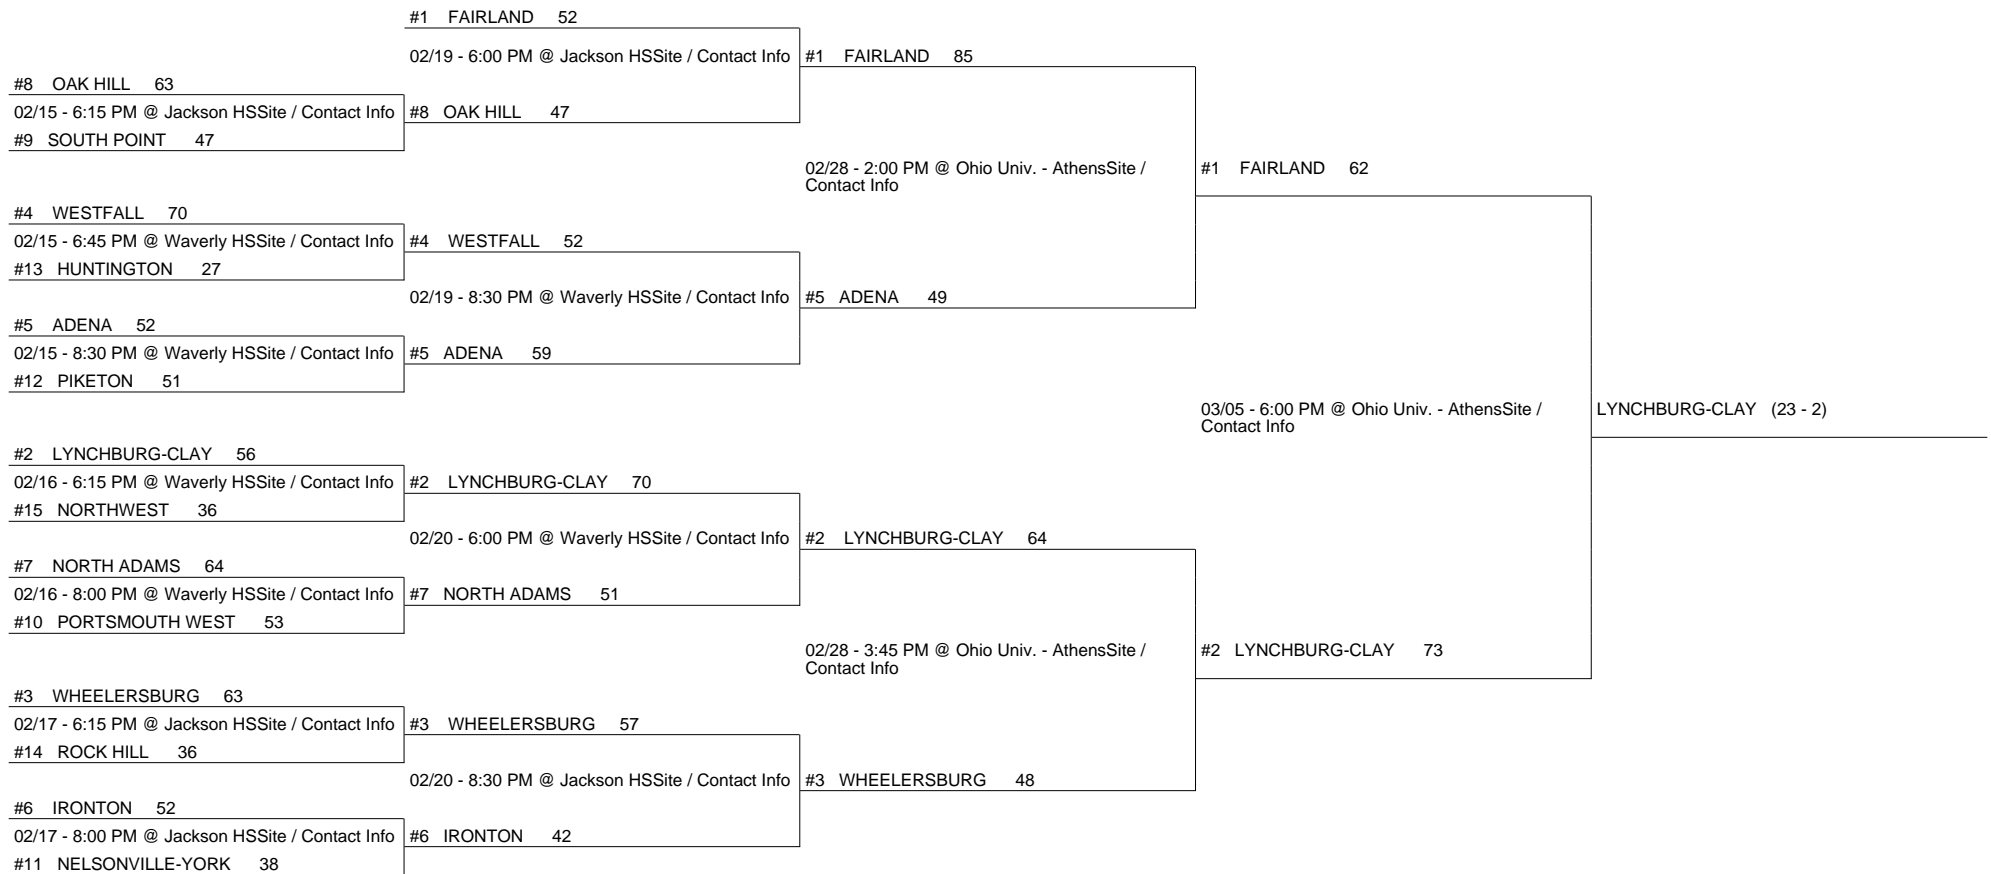 #1 FAIRLAND 52
02/19 - 6:00 PM @ Jackson HSSite / Contact Info
#1 FAIRLAND 85
#8 OAK HILL 63
02/15 - 6:15 PM @ Jackson HSSite / Contact Info
#8 OAK HILL 47
#9 SOUTH POINT 47
02/28 - 2:00 PM @ Ohio Univ. - AthensSite /
Contact Info
#1 FAIRLAND 62
#4 WESTFALL 70
02/15 - 6:45 PM @ Waverly HSSite / Contact Info
#4 WESTFALL 52
#13 HUNTINGTON 27
02/19 - 8:30 PM @ Waverly HSSite / Contact Info
#5 ADENA 49
#5 ADENA 52
02/15 - 8:30 PM @ Waverly HSSite / Contact Info
#5 ADENA 59
#12 PIKETON 51
03/05 - 6:00 PM @ Ohio Univ. - AthensSite /
Contact Info
LYNCHBURG-CLAY (23 - 2)
#2 LYNCHBURG-CLAY 56
02/16 - 6:15 PM @ Waverly HSSite / Contact Info
#2 LYNCHBURG-CLAY 70
#15 NORTHWEST 36
02/20 - 6:00 PM @ Waverly HSSite / Contact Info
#2 LYNCHBURG-CLAY 64
#7 NORTH ADAMS 64
02/16 - 8:00 PM @ Waverly HSSite / Contact Info
#7 NORTH ADAMS 51
#10 PORTSMOUTH WEST 53
02/28 - 3:45 PM @ Ohio Univ. - AthensSite /
Contact Info
#2 LYNCHBURG-CLAY 73
#3 WHEELERSBURG 63
02/17 - 6:15 PM @ Jackson HSSite / Contact Info
#3 WHEELERSBURG 57
#14 ROCK HILL 36
02/20 - 8:30 PM @ Jackson HSSite / Contact Info
#3 WHEELERSBURG 48
#6 IRONTON 52
02/17 - 8:00 PM @ Jackson HSSite / Contact Info
#6 IRONTON 42
#11 NELSONVILLE-YORK 38